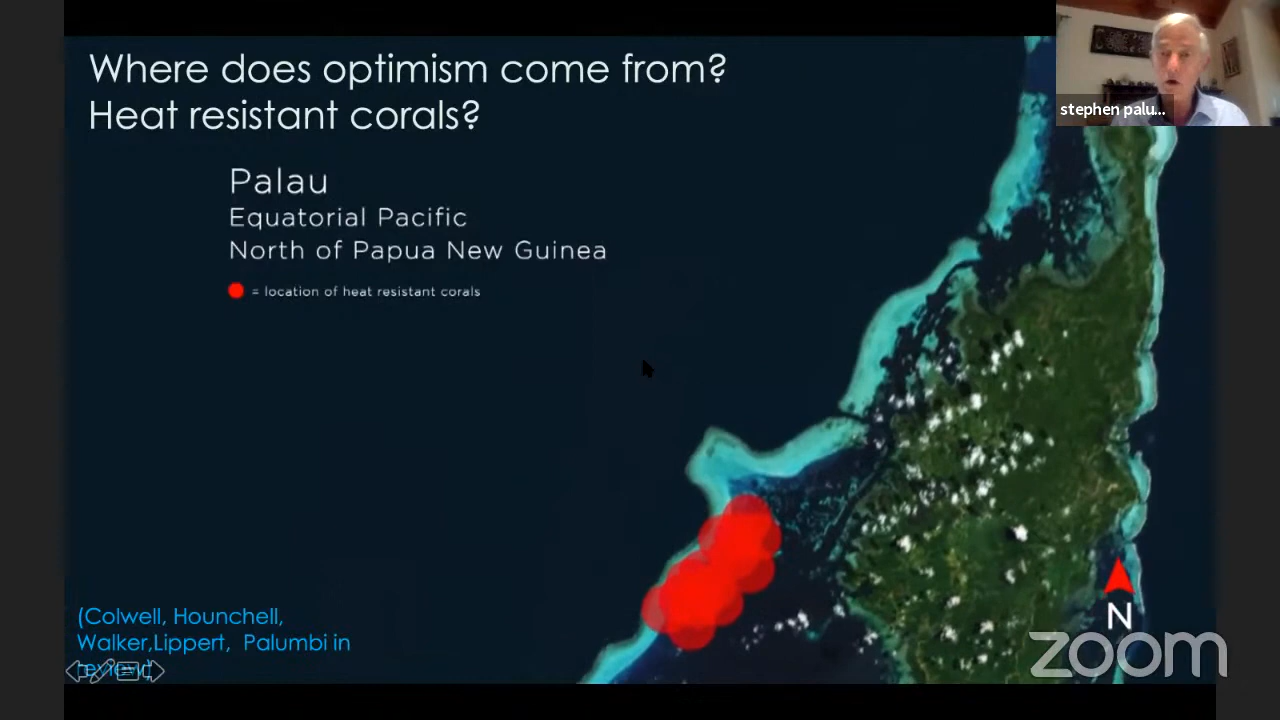 Where does optimism come from?
Heat resistant corals?
stephen palu...
Palau
Equatorial Pacific
North of Papua New Guinea
= location of heat resistant corals
(Colwell, Hounchell,
Walker,Lippert, Palumbi in
review)
N
zoom